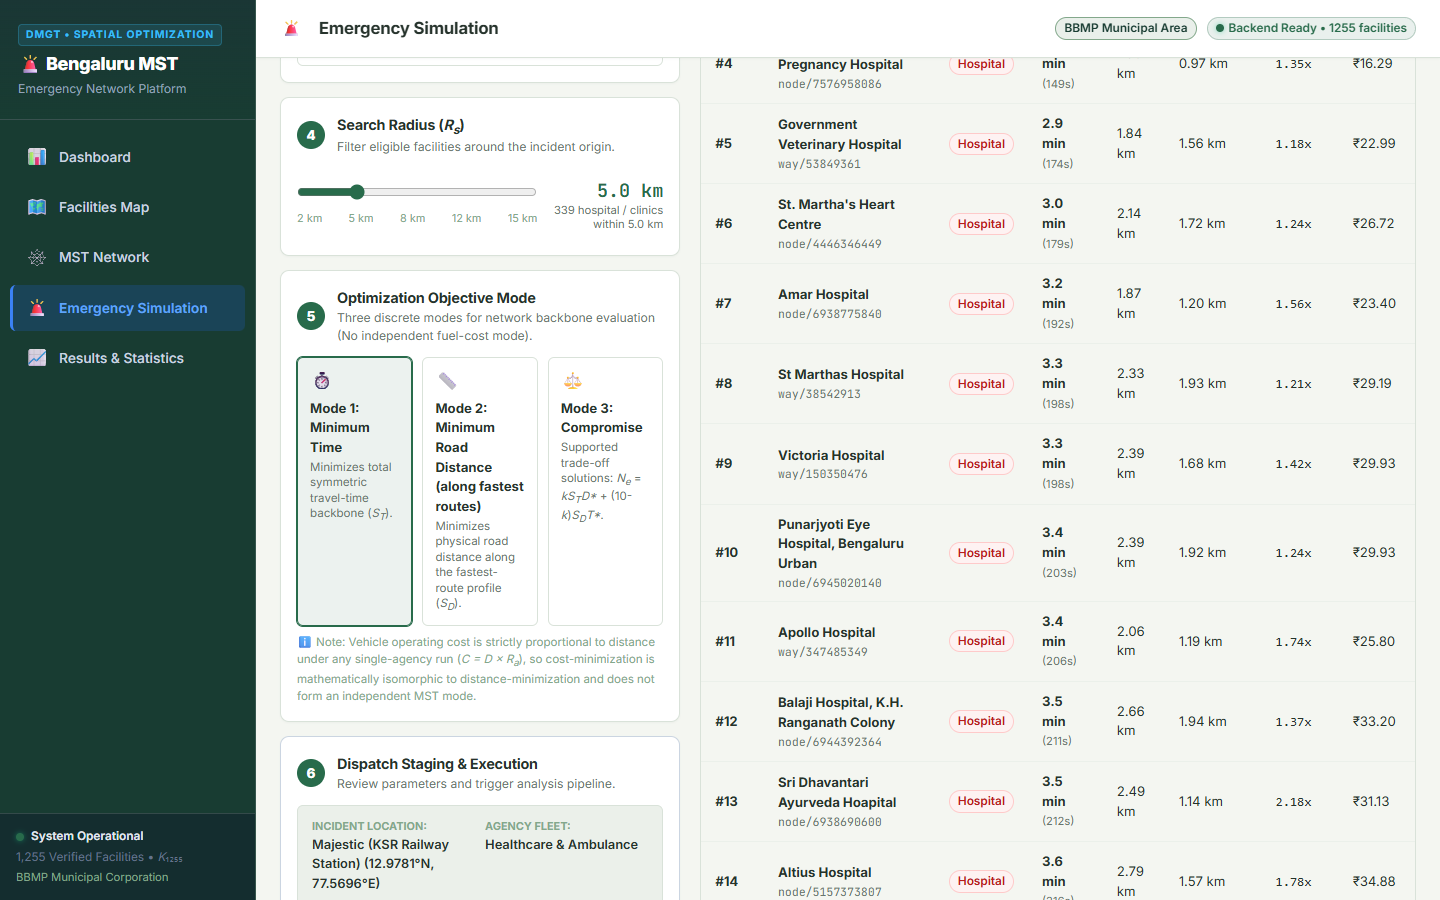 DMGT • SPATIAL OPTIMIZATION
Bengaluru MST
Emergency Network Platform
Dashboard
Facilities Map
MST Network
Emergency Simulation
Results & Statistics
System Operational
1,255 Verified Facilities • K₁₂₅₅
BBMP Municipal Corporation
Emergency Simulation
BBMP Municipal Area
Backend Ready • 1255 facilities
4
Search Radius (Rs)
Filter eligible facilities around the incident origin.
5.0 km
2 km 5 km 8 km 12 km 15 km
339 hospital / clinics
within 5.0 km
5
Optimization Objective Mode
Three discrete modes for network backbone evaluation
(No independent fuel-cost mode).
Mode 1:
Minimum
Time
Minimizes total
symmetric
travel-time
backbone (ST).
Mode 2:
Minimum
Road
Distance
(along fastest
routes)
Minimizes
physical road
distance along
the fastest-
route profile
(SD).
Mode 3:
Compromise
Supported
trade-off
solutions: Ne =
kSTD* + (10-
k)SDT*.
Note: Vehicle operating cost is strictly proportional to distance
under any single-agency run (C = D × Ra), so cost-minimization is
mathematically isomorphic to distance-minimization and does not
form an independent MST mode.
6
Dispatch Staging & Execution
Review parameters and trigger analysis pipeline.
INCIDENT LOCATION:
Majestic (KSR Railway
Station) (12.9781°N,
77.5696°E)
AGENCY FLEET:
Healthcare & Ambulance
#4 Pregnancy Hospital node/7576958086 Hospital min (149s) km 0.97 km 1.35x ₹16.29
#5 Government Veterinary Hospital way/53849361 Hospital 2.9 min (174s) 1.84 km 1.56 km 1.18x ₹22.99
#6 St. Martha's Heart Centre node/4446346449 Hospital 3.0 min (179s) 2.14 km 1.72 km 1.24x ₹26.72
#7 Amar Hospital node/6938775840 Hospital 3.2 min (192s) 1.87 km 1.20 km 1.56x ₹23.40
#8 St Marthas Hospital way/38542913 Hospital 3.3 min (198s) 2.33 km 1.93 km 1.21x ₹29.19
#9 Victoria Hospital way/150350476 Hospital 3.3 min (198s) 2.39 km 1.68 km 1.42x ₹29.93
#10 Punarjyoti Eye Hospital, Bengaluru Urban node/6945020140 Hospital 3.4 min (203s) 2.39 km 1.92 km 1.24x ₹29.93
#11 Apollo Hospital way/347485349 Hospital 3.4 min (206s) 2.06 km 1.19 km 1.74x ₹25.80
#12 Balaji Hospital, K.H. Ranganath Colony node/6944392364 Hospital 3.5 min (211s) 2.66 km 1.94 km 1.37x ₹33.20
#13 Sri Dhavantari Ayurveda Hoapital node/6938690600 Hospital 3.5 min (212s) 2.49 km 1.14 km 2.18x ₹31.13
#14 Altius Hospital node/5157373807 Hospital 3.6 min 2.79 km 1.57 km 1.78x ₹34.88